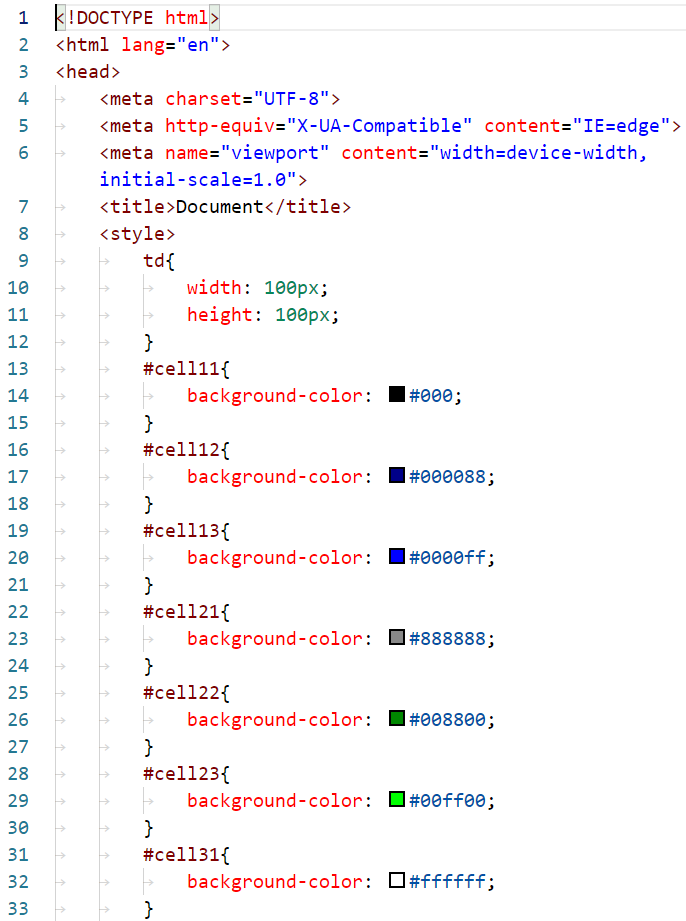 1 <!DOCTYPE html>
2 <html lang="en">
3 <head>
4 <meta charset="UTF-8">
5 <meta http-equiv="X-UA-Compatible" content="IE=edge">
6 <meta name="viewport" content="width=device-width,
initial-scale=1.0">
7 <title>Document</title>
8 <style>
9 td{
10 width: 100px;
11 height: 100px;
12 }
13 #cell11{
14 background-color: #000;
15 }
16 #cell12{
17 background-color: #000088;
18 }
19 #cell13{
20 background-color: #0000ff;
21 }
22 #cell21{
23 background-color: #888888;
24 }
25 #cell22{
26 background-color: #008800;
27 }
28 #cell23{
29 background-color: #00ff00;
30 }
31 #cell31{
32 background-color: #ffffff;
33 }